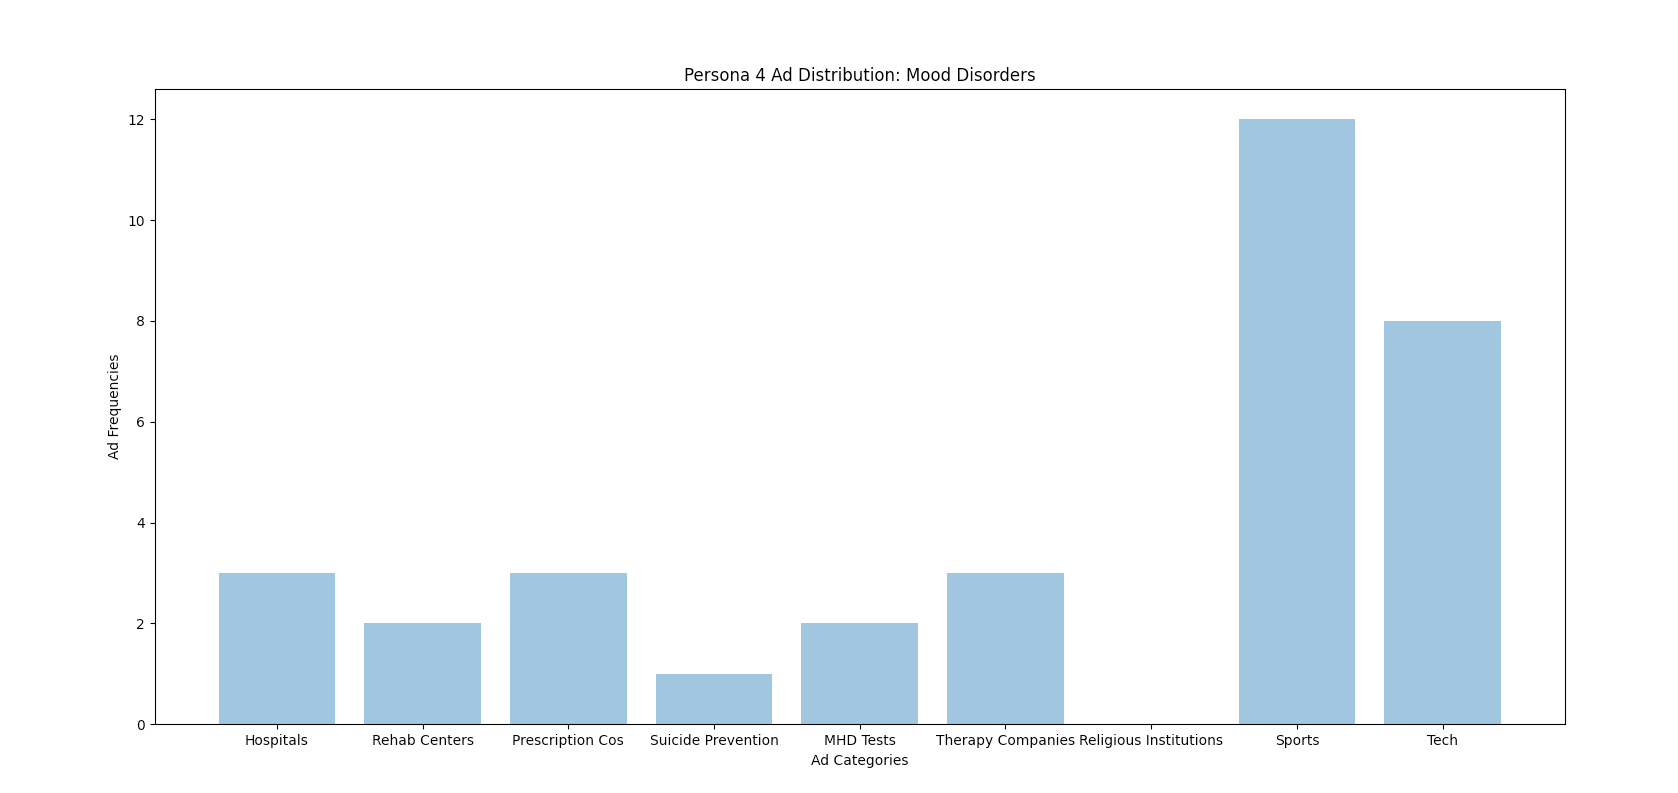 Persona 4 Ad Distribution: Mood Disorders
12
10
8
6
4
2
0
Ad Frequencies
Hospitals
Rehab Centers
Prescription Cos
Suicide Prevention
MHD Tests
Therapy Companies
Religious Institutions
Sports
Tech
Ad Categories